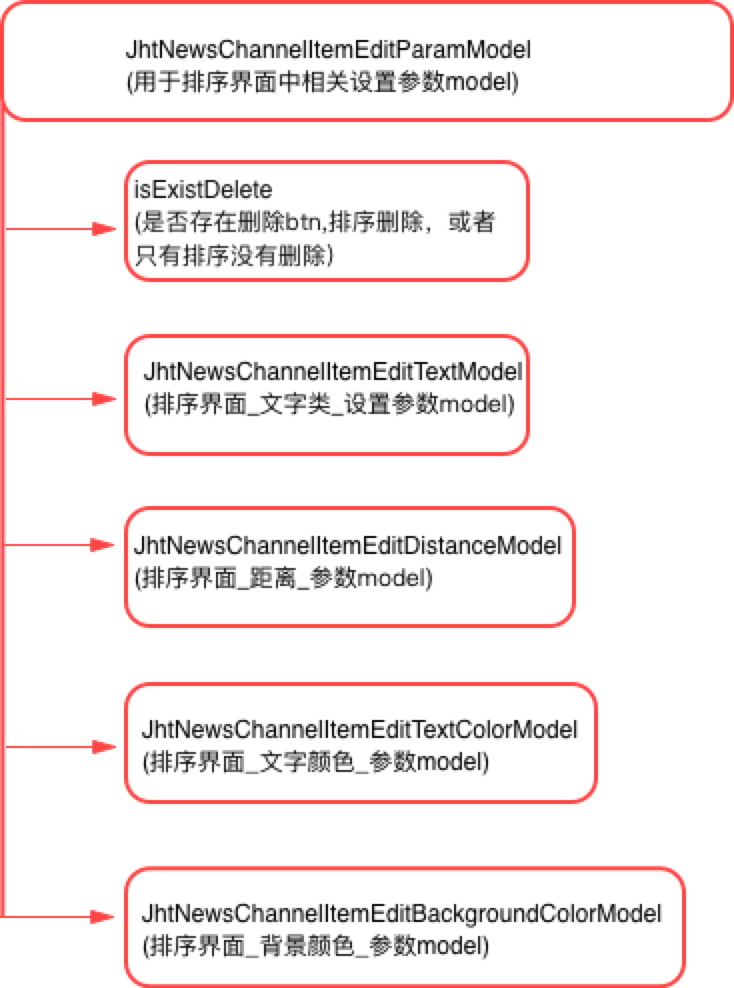 JhtNewsChannelItemEditParamModel
(用于排序界面中相关设置参数model)
isExistDelete
(是否存在删除btn,排序删除，或者
只有排序没有删除)
JhtNewsChannelItemEditTextModel
(排序界面_文字类_设置参数model)
JhtNewsChannelItemEditDistanceModel
(排序界面_距离_参数model)
JhtNewsChannelItemEditTextColorModel
(排序界面_文字颜色_参数model)
JhtNewsChannelItemEditBackgroundColorModel
(排序界面_背景颜色_参数model)